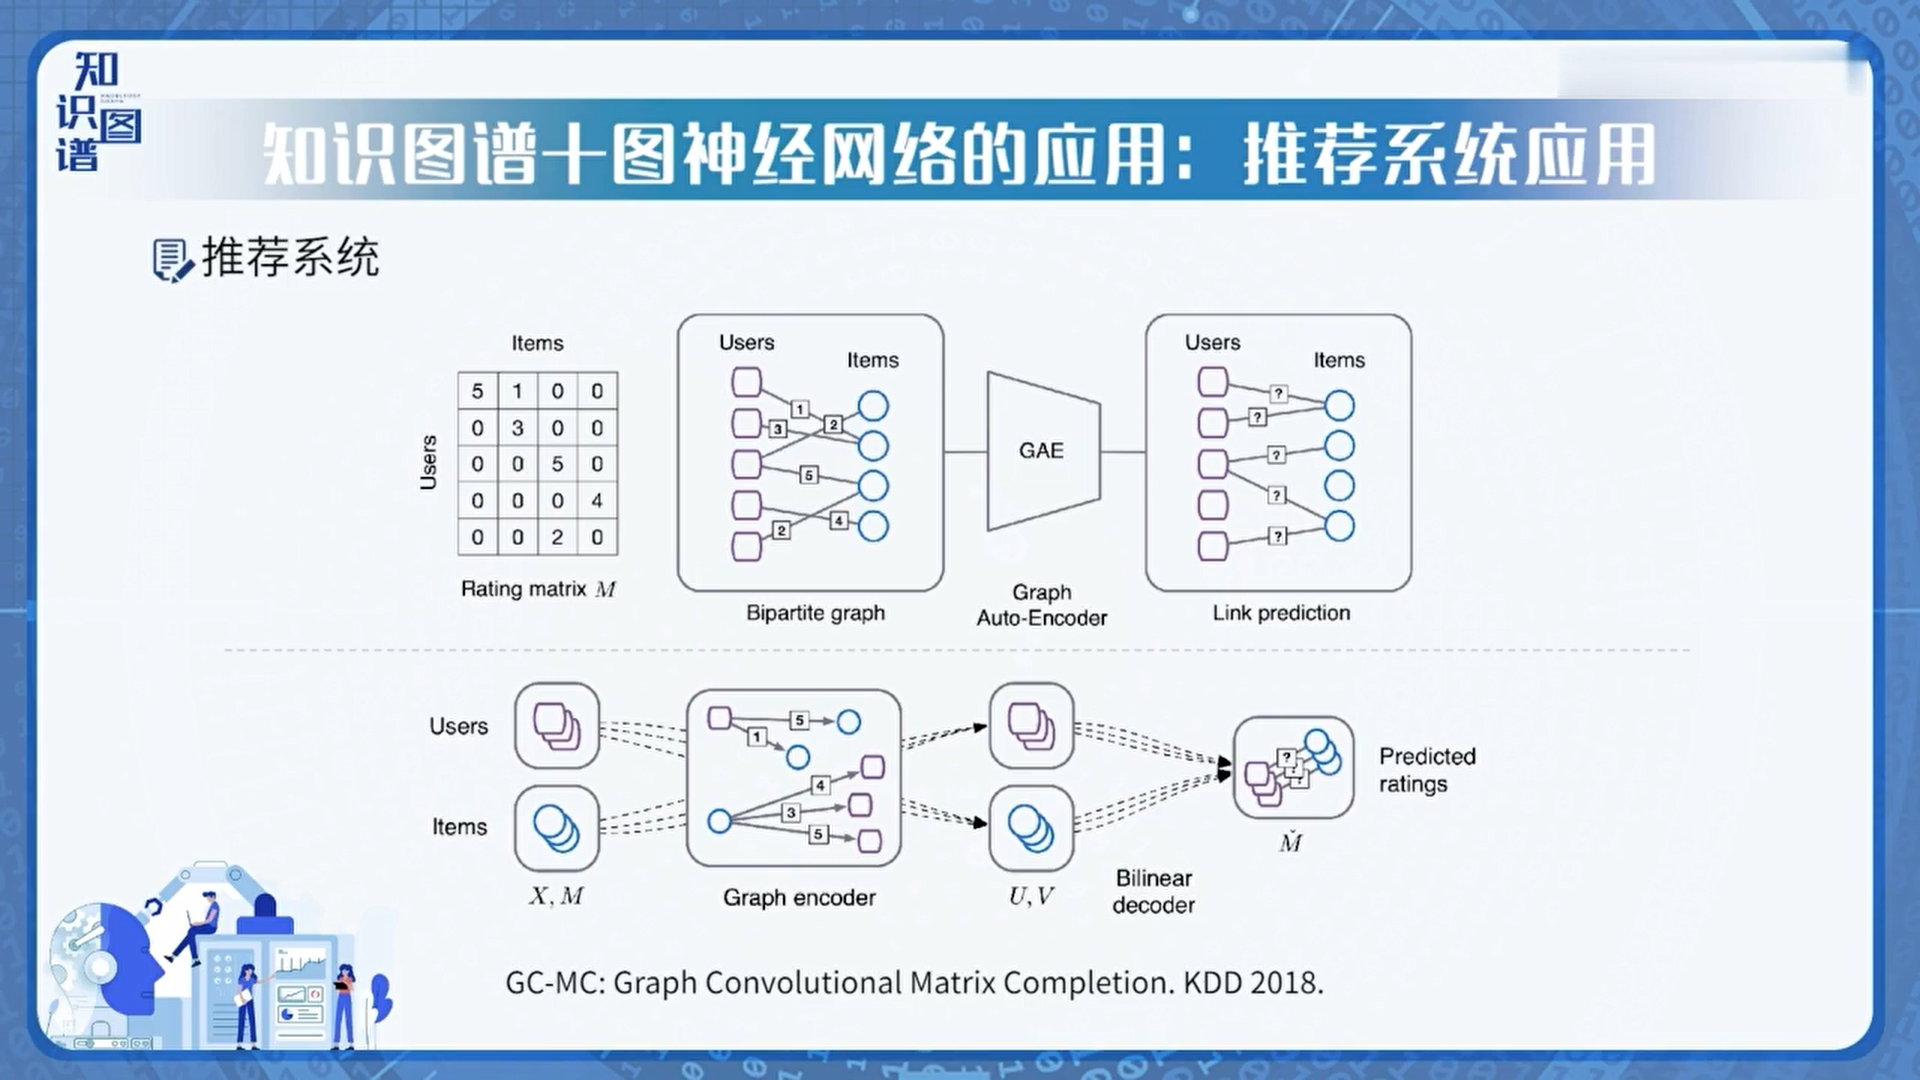 知识图谱
知识图谱+图神经网络的应用：推荐系统应用
推荐系统
Items
Users
5 1 0 0
0 3 0 0
0 0 5 0
0 0 0 4
0 0 2 0
Rating matrix M
Users
Items
1
2
3
5
4
2
Bipartite graph
GAE
Graph
Auto-Encoder
Users
Items
?
?
?
?
?
Link prediction
Users
Items
X, M
5
1
4
3
5
Graph encoder
U, V
Bilinear
decoder
?
?
?
M̌
Predicted
ratings
GC-MC: Graph Convolutional Matrix Completion. KDD 2018.